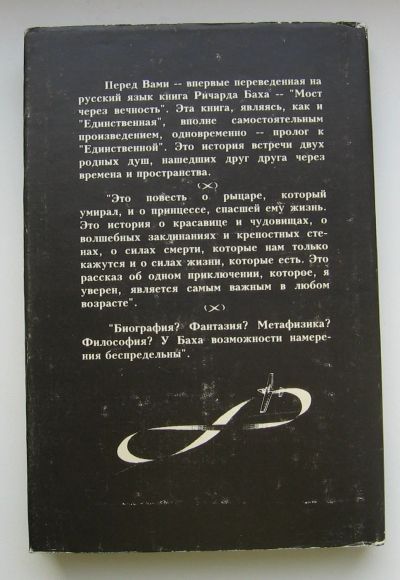 Перед Вами -- впервые переведенная на
русский язык книга Ричарда Баха -- "Мост
через вечность". Эта книга, являясь, как и
"Единственная", вполне самостоятельным
произведением, одновременно -- пролог к
"Единственной". Это история встречи двух
родных душ, нашедших друг друга через
времена и пространства.
"Это повесть о рыцаре, который
умирал, и о принцессе, спасшей ему жизнь.
Это история о красавице и чудовищах, о
волшебных заклинаниях и крепостных сте-
нах, о силах смерти, которые нам только
кажутся и о силах жизни, которые есть. Это
рассказ об одном приключении, которое, я
уверен, является самым важным в любом
возрасте".
"Биография? Фантазия? Метафизика?
Философия? У Баха возможности намере-
ния беспредельны".